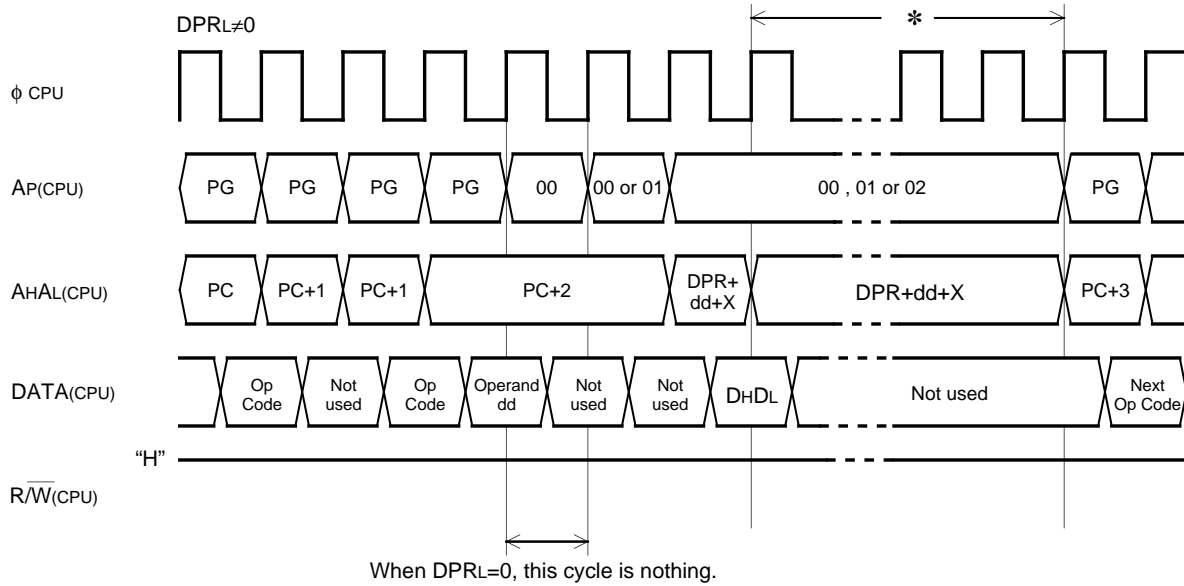 DPRL≠0
*
ϕ CPU
AP(CPU)
PG
PG
PG
PG
00
00 or 01
00 , 01 or 02
PG
AHAL(CPU)
PC
PC+1
PC+1
PC+2
DPR+
dd+X
DPR+dd+X
PC+3
DATA(CPU)
Op
Code
Not
used
Op
Code
Operand
dd
Not
used
Not
used
DHDL
Not used
Next
Op Code
“H”
R/W̅(CPU)
When DPRL=0, this cycle is nothing.